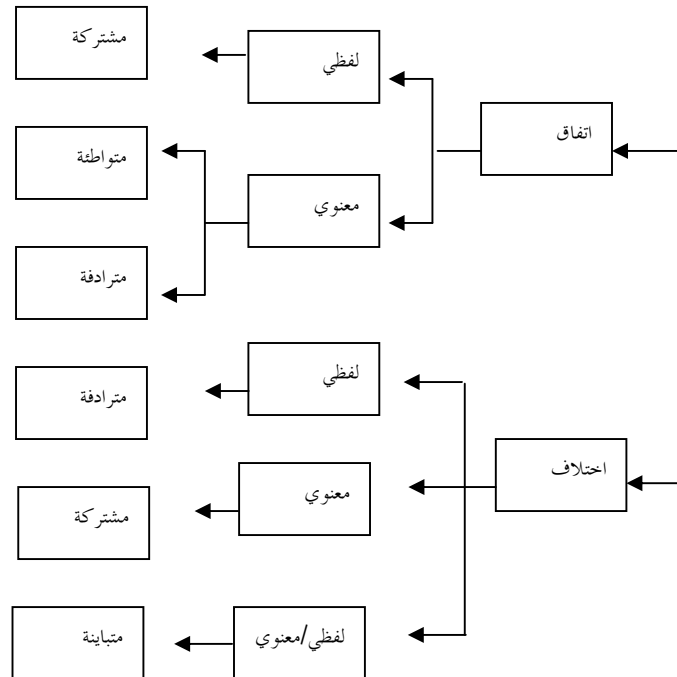 اتفاق
لفظي
مشتركة
معنوي
متواطئة
مترادفة
اختلاف
لفظي
مترادفة
معنوي
مشتركة
لفظي/معنوي
متباينة